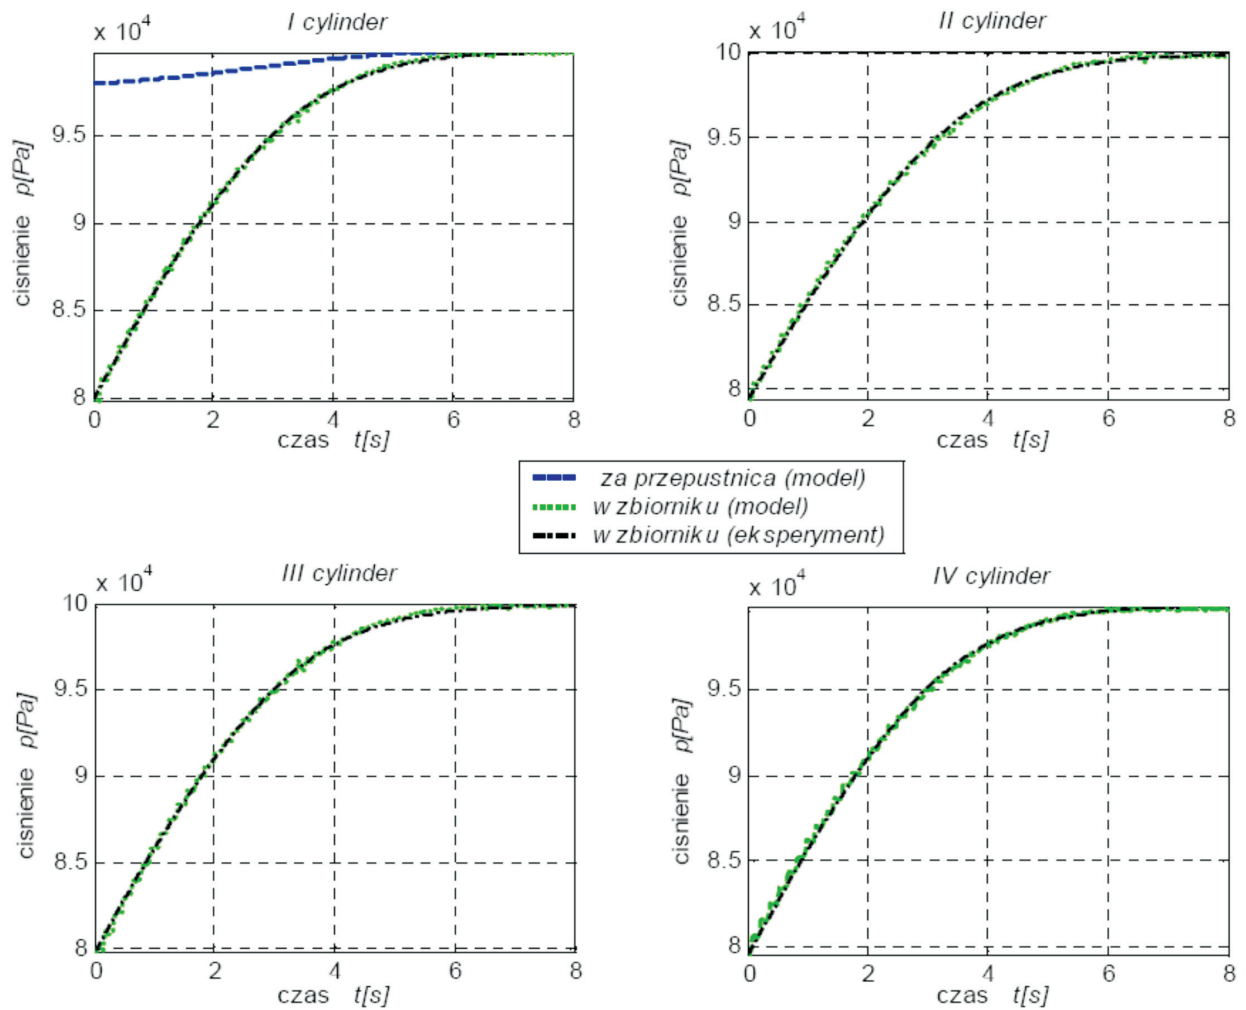 x 10⁴ I cylinder
9.5
9
8.5
8
0 2 4 6 8
ciśnienie p[Pa]
czas t[s]
x 10⁴ II cylinder
10
9.5
9
8.5
8
0 2 4 6 8
cisnienie p[Pa]
czas t[s]
za przepustnica (model)
w zbiorniku (model)
w zbiorniku (eksperyment)
x 10⁴ III cylinder
10
9.5
9
8.5
8
0 2 4 6 8
cisnienie p[Pa]
czas t[s]
x 10⁴ IV cylinder
9.5
9
8.5
8
0 2 4 6 8
cisnienie p[Pa]
czas t[s]